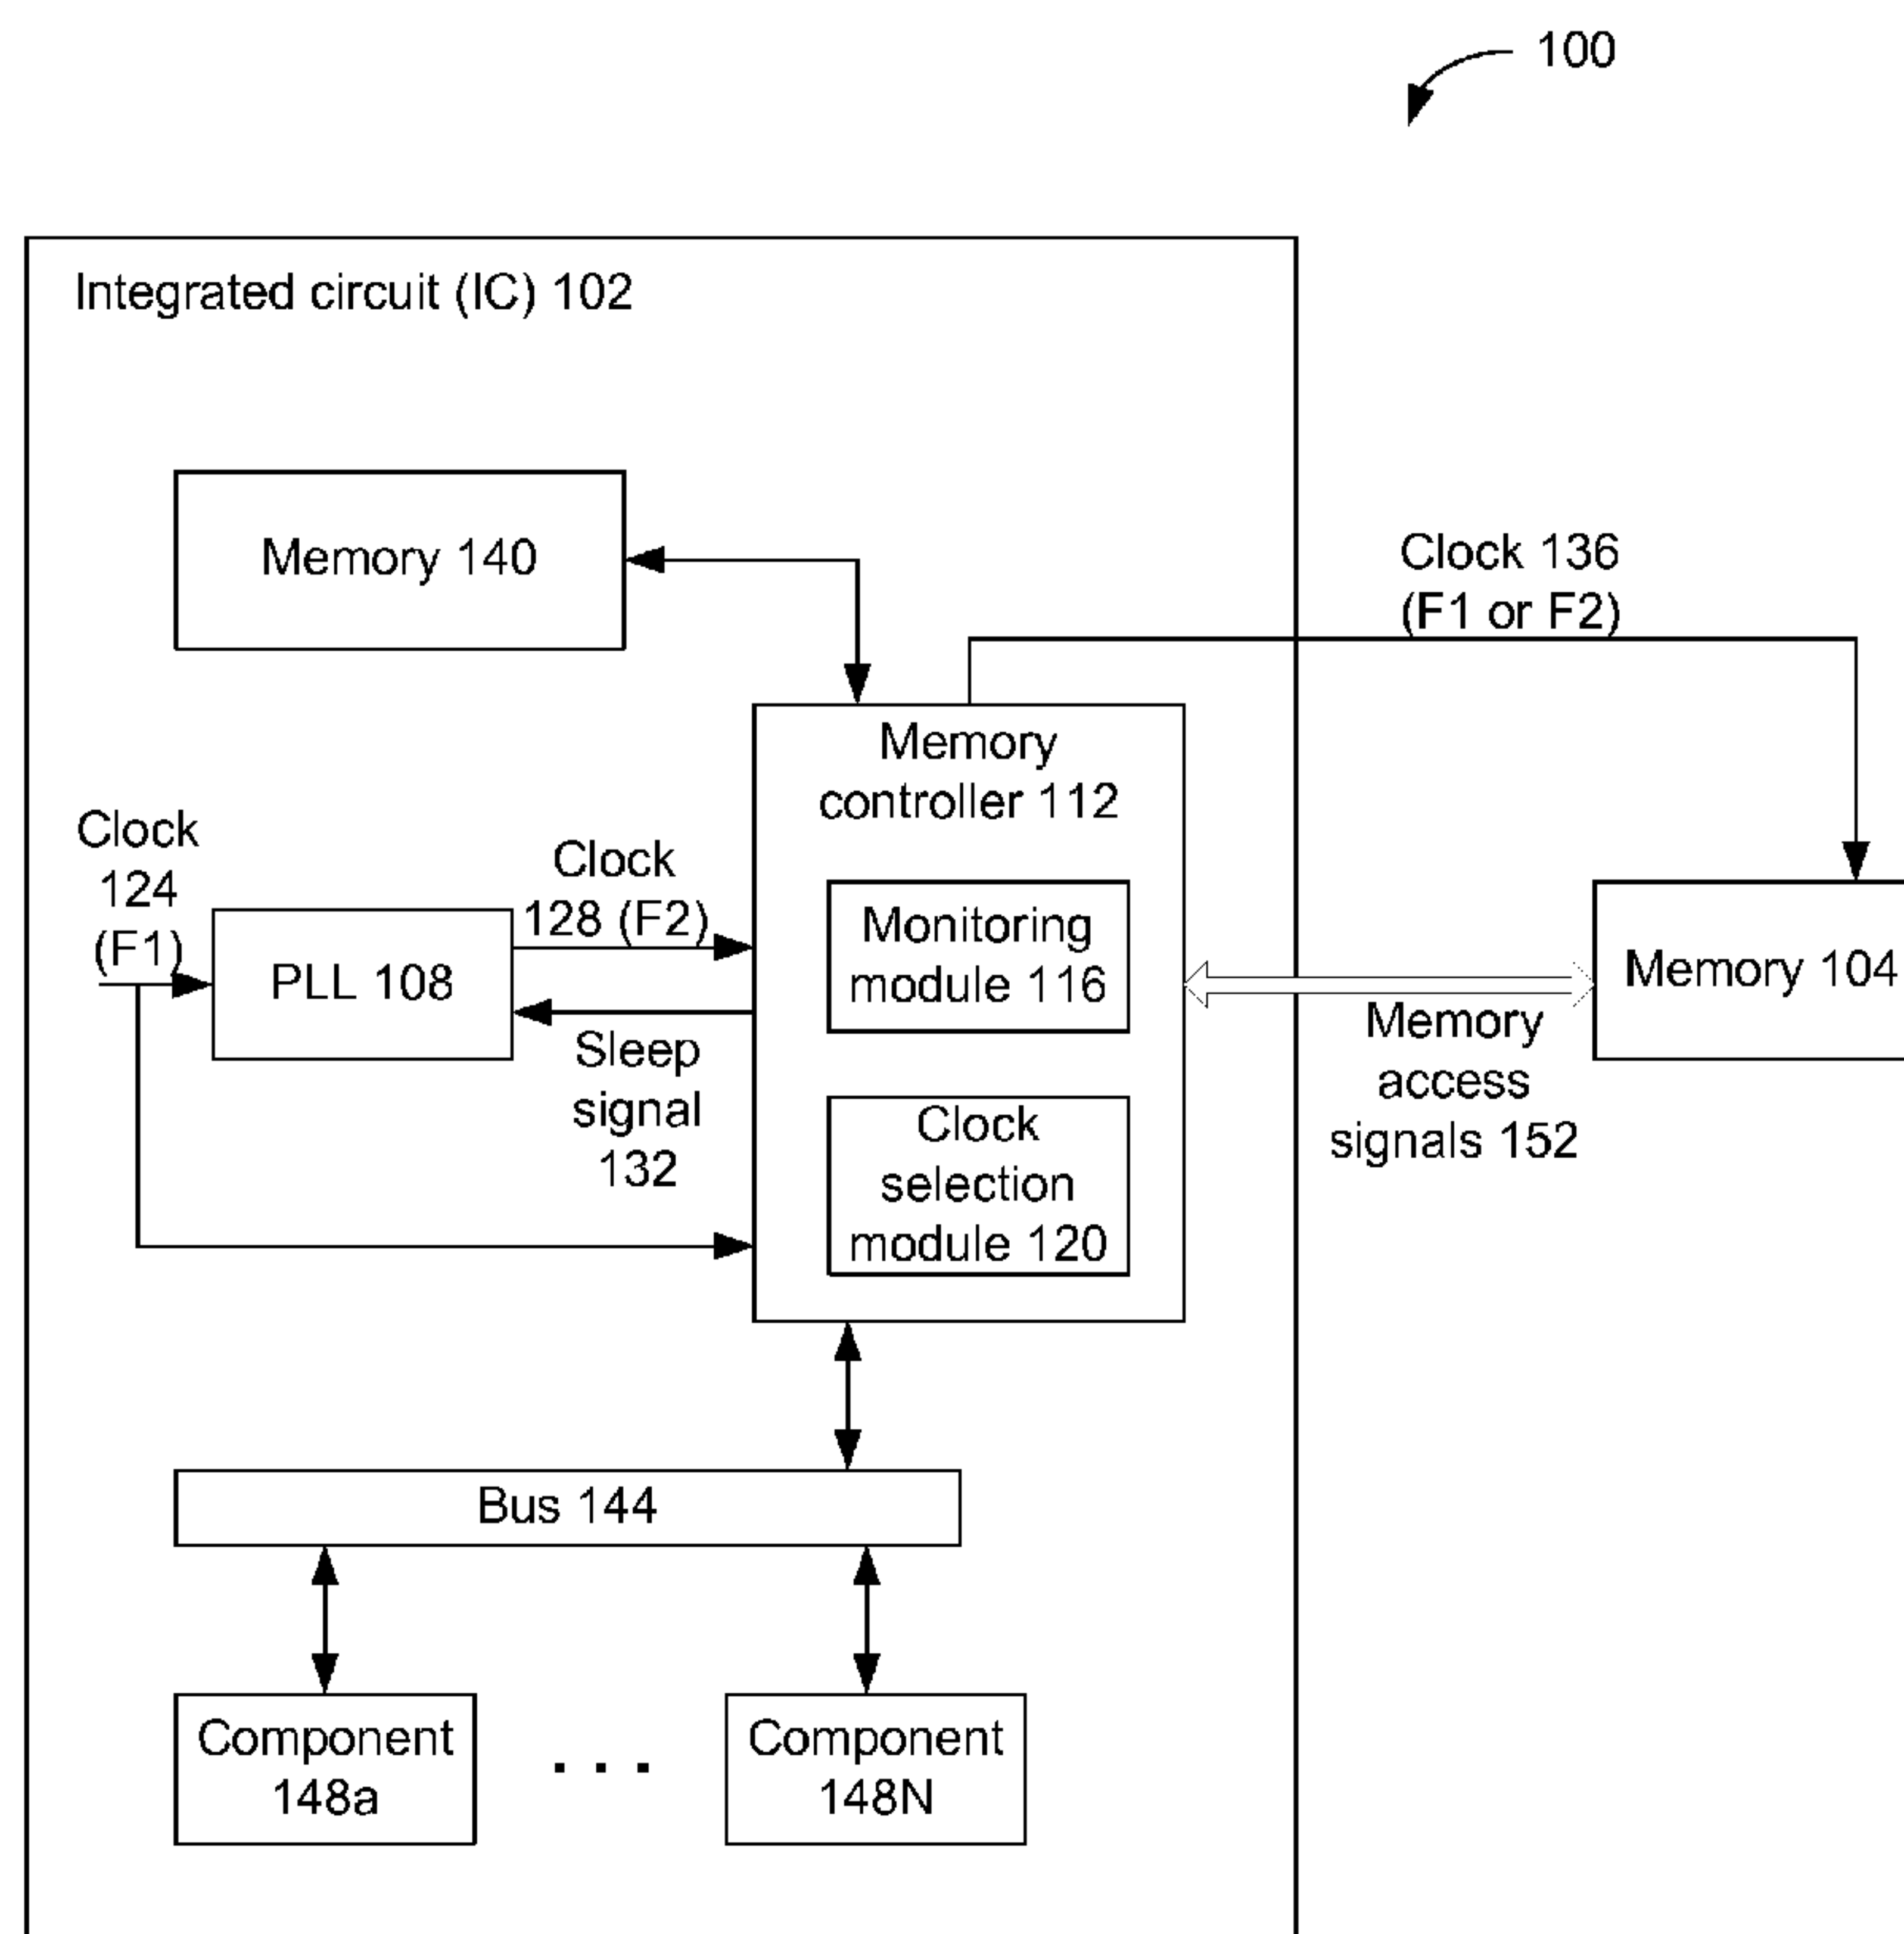 100
Integrated circuit (IC) 102
Memory 140
Clock 136
(F1 or F2)
Memory
controller 112
Clock
124
(F1)
Clock
128 (F2)
PLL 108
Monitoring
module 116
Memory 104
Sleep
signal
132
Memory
access
signals 152
Clock
selection
module 120
Bus 144
Component
148a
. . .
Component
148N